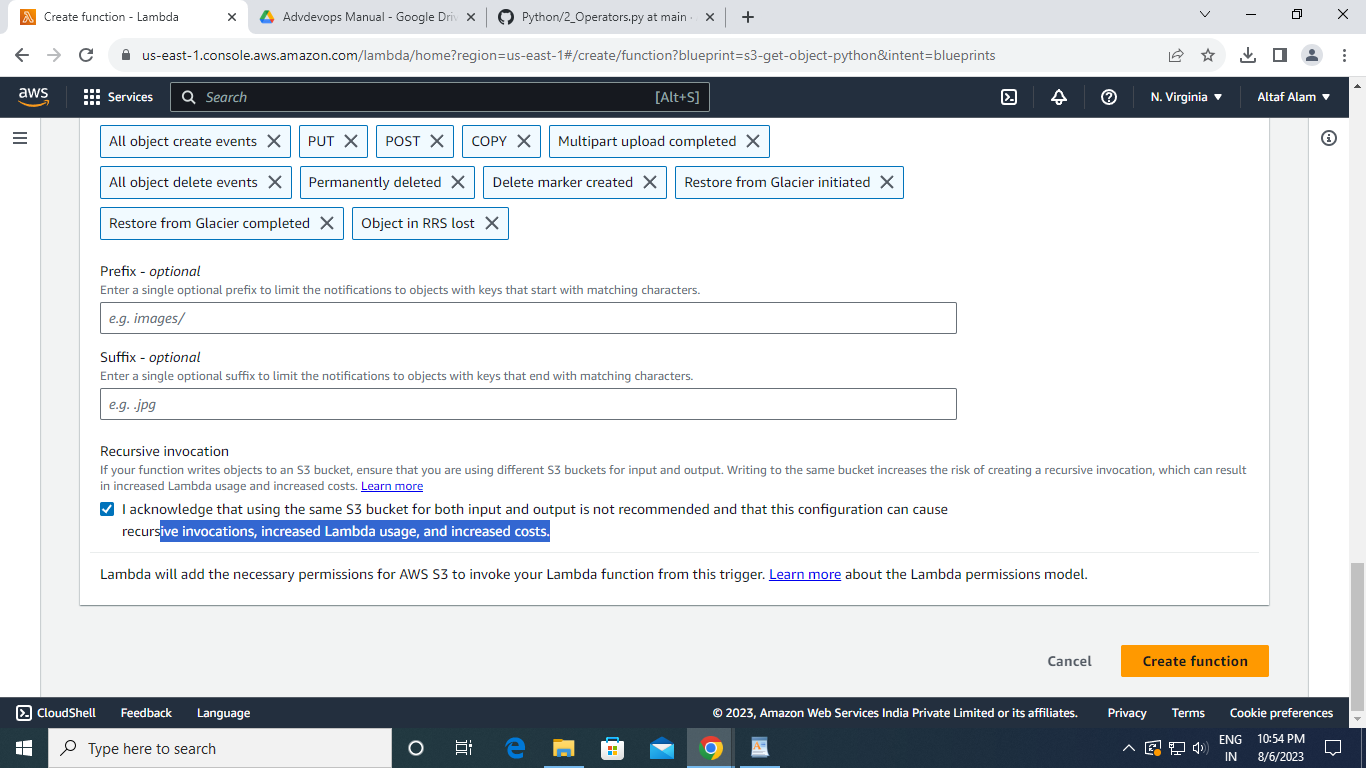 Create function - Lambda
Advdevops Manual - Google Driv
Python/2_Operators.py at main ·
us-east-1.console.aws.amazon.com/lambda/home?region=us-east-1#/create/function?blueprint=s3-get-object-python&intent=blueprints
aws
Services
Search
[Alt+S]
N. Virginia
Altaf Alam
All object create events
PUT
POST
COPY
Multipart upload completed
All object delete events
Permanently deleted
Delete marker created
Restore from Glacier initiated
Restore from Glacier completed
Object in RRS lost
Prefix - optional
Enter a single optional prefix to limit the notifications to objects with keys that start with matching characters.
e.g. images/
Suffix - optional
Enter a single optional suffix to limit the notifications to objects with keys that end with matching characters.
e.g. .jpg
Recursive invocation
If your function writes objects to an S3 bucket, ensure that you are using different S3 buckets for input and output. Writing to the same bucket increases the risk of creating a recursive invocation, which can result
in increased Lambda usage and increased costs. Learn more
I acknowledge that using the same S3 bucket for both input and output is not recommended and that this configuration can cause
recursive invocations, increased Lambda usage, and increased costs.
Lambda will add the necessary permissions for AWS S3 to invoke your Lambda function from this trigger. Learn more about the Lambda permissions model.
Cancel
Create function
CloudShell
Feedback
Language
© 2023, Amazon Web Services India Private Limited or its affiliates.
Privacy
Terms
Cookie preferences
Type here to search
ENG
IN
10:54 PM
8/6/2023